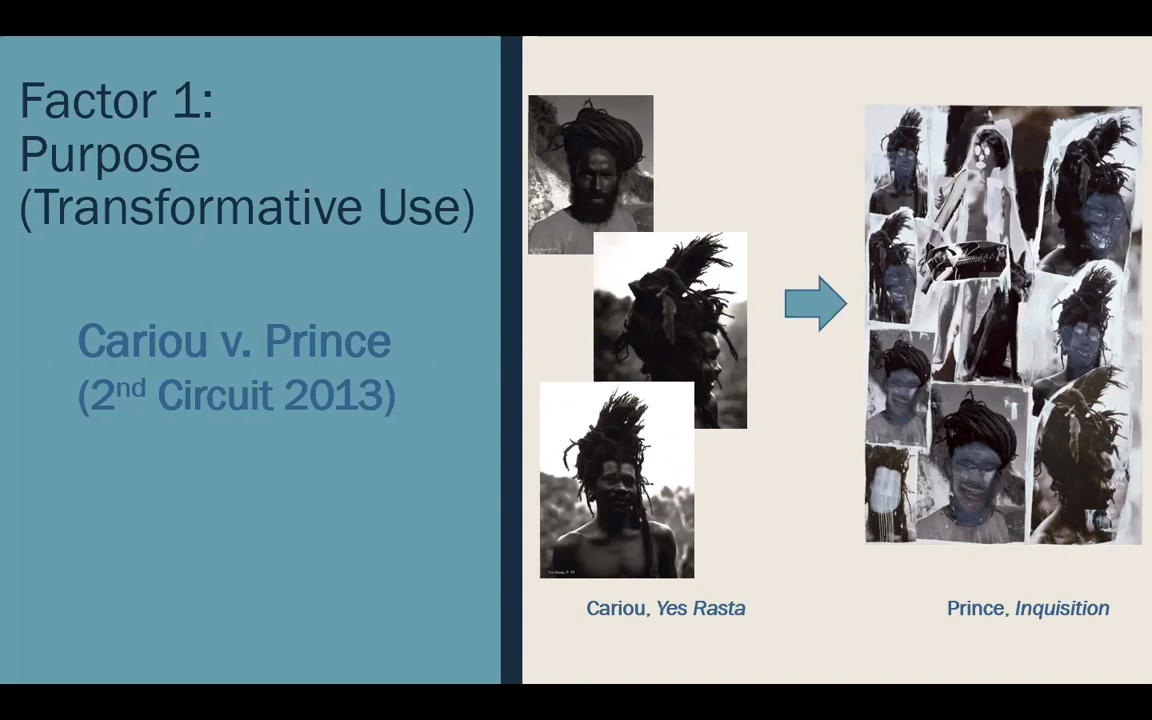 Factor 1:
Purpose
(Transformative Use)
Cariou v. Prince
(2nd Circuit 2013)
Cariou, Yes Rasta
Prince, Inquisition